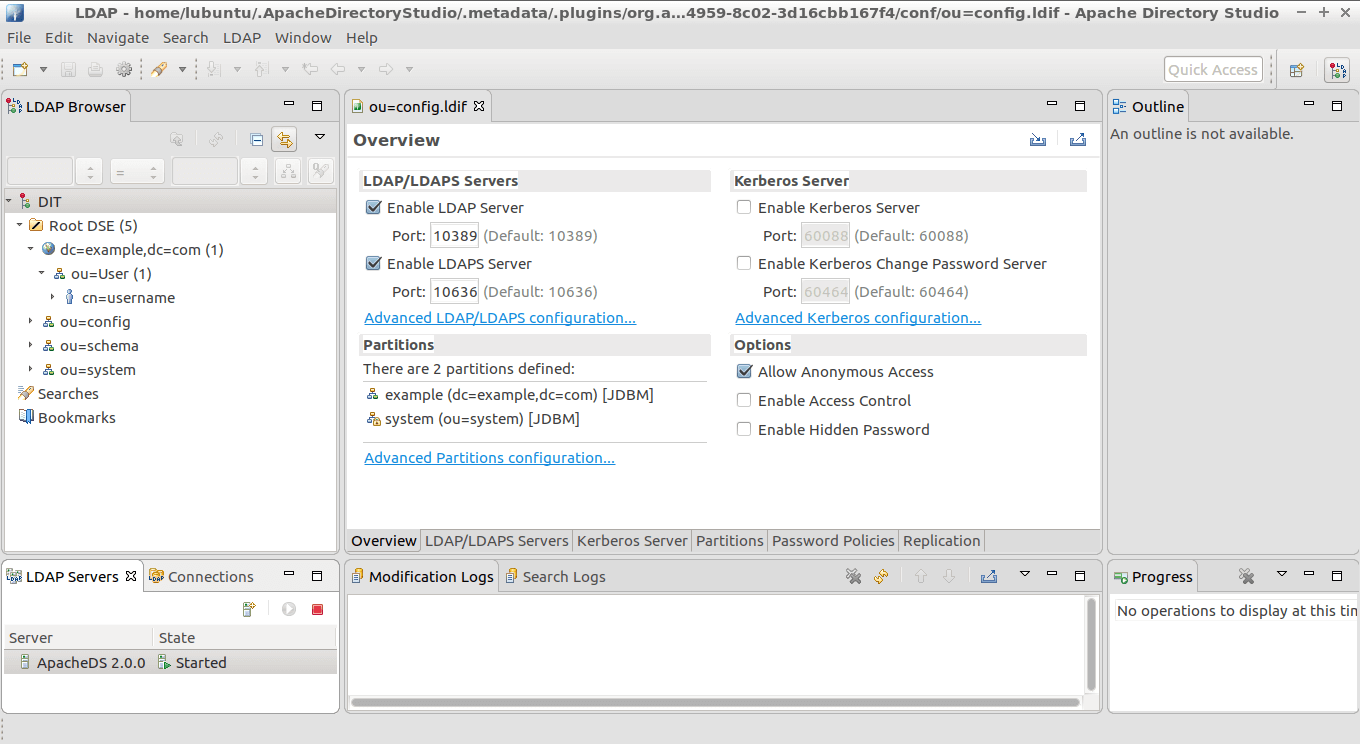 LDAP - home/lubuntu/.ApacheDirectoryStudio/.metadata/.plugins/org.a...4959-8c02-3d16cbb167f4/conf/ou=config.ldif - Apache Directory Studio
File Edit Navigate Search LDAP Window Help
Quick Access
LDAP Browser
=
DIT
Root DSE (5)
dc=example,dc=com (1)
ou=User (1)
cn=username
ou=config
ou=schema
ou=system
Searches
Bookmarks
ou=config.ldif
Overview
LDAP/LDAPS Servers
Enable LDAP Server
Port: 10389 (Default: 10389)
Enable LDAPS Server
Port: 10636 (Default: 10636)
Advanced LDAP/LDAPS configuration...
Partitions
There are 2 partitions defined:
example (dc=example,dc=com) [JDBM]
system (ou=system) [JDBM]
Advanced Partitions configuration...
Kerberos Server
Enable Kerberos Server
Port: 60088 (Default: 60088)
Enable Kerberos Change Password Server
Port: 60464 (Default: 60464)
Advanced Kerberos configuration...
Options
Allow Anonymous Access
Enable Access Control
Enable Hidden Password
Overview LDAP/LDAPS Servers Kerberos Server Partitions Password Policies Replication
Outline
An outline is not available.
LDAP Servers Connections
Server State
ApacheDS 2.0.0 Started
Modification Logs Search Logs
Progress
No operations to display at this tim